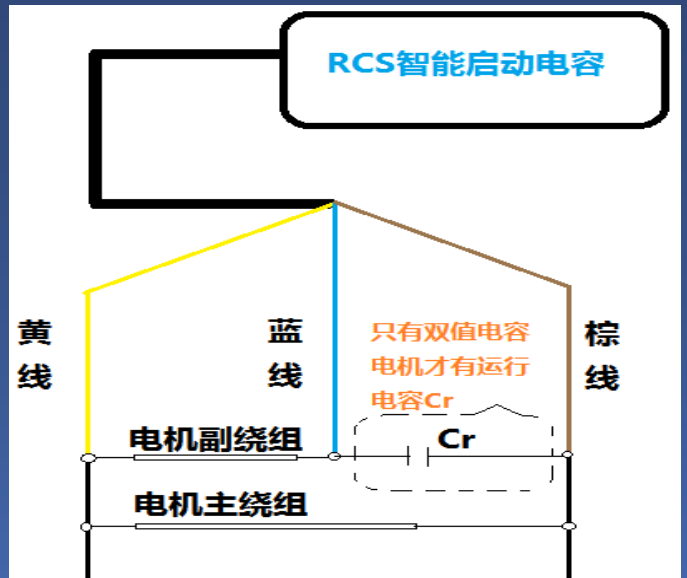 RCS智能启动电容
黄线
蓝线
只有双值电容
电机才有运行
电容Cr
棕线
电机副绕组
Cr
电机主绕组